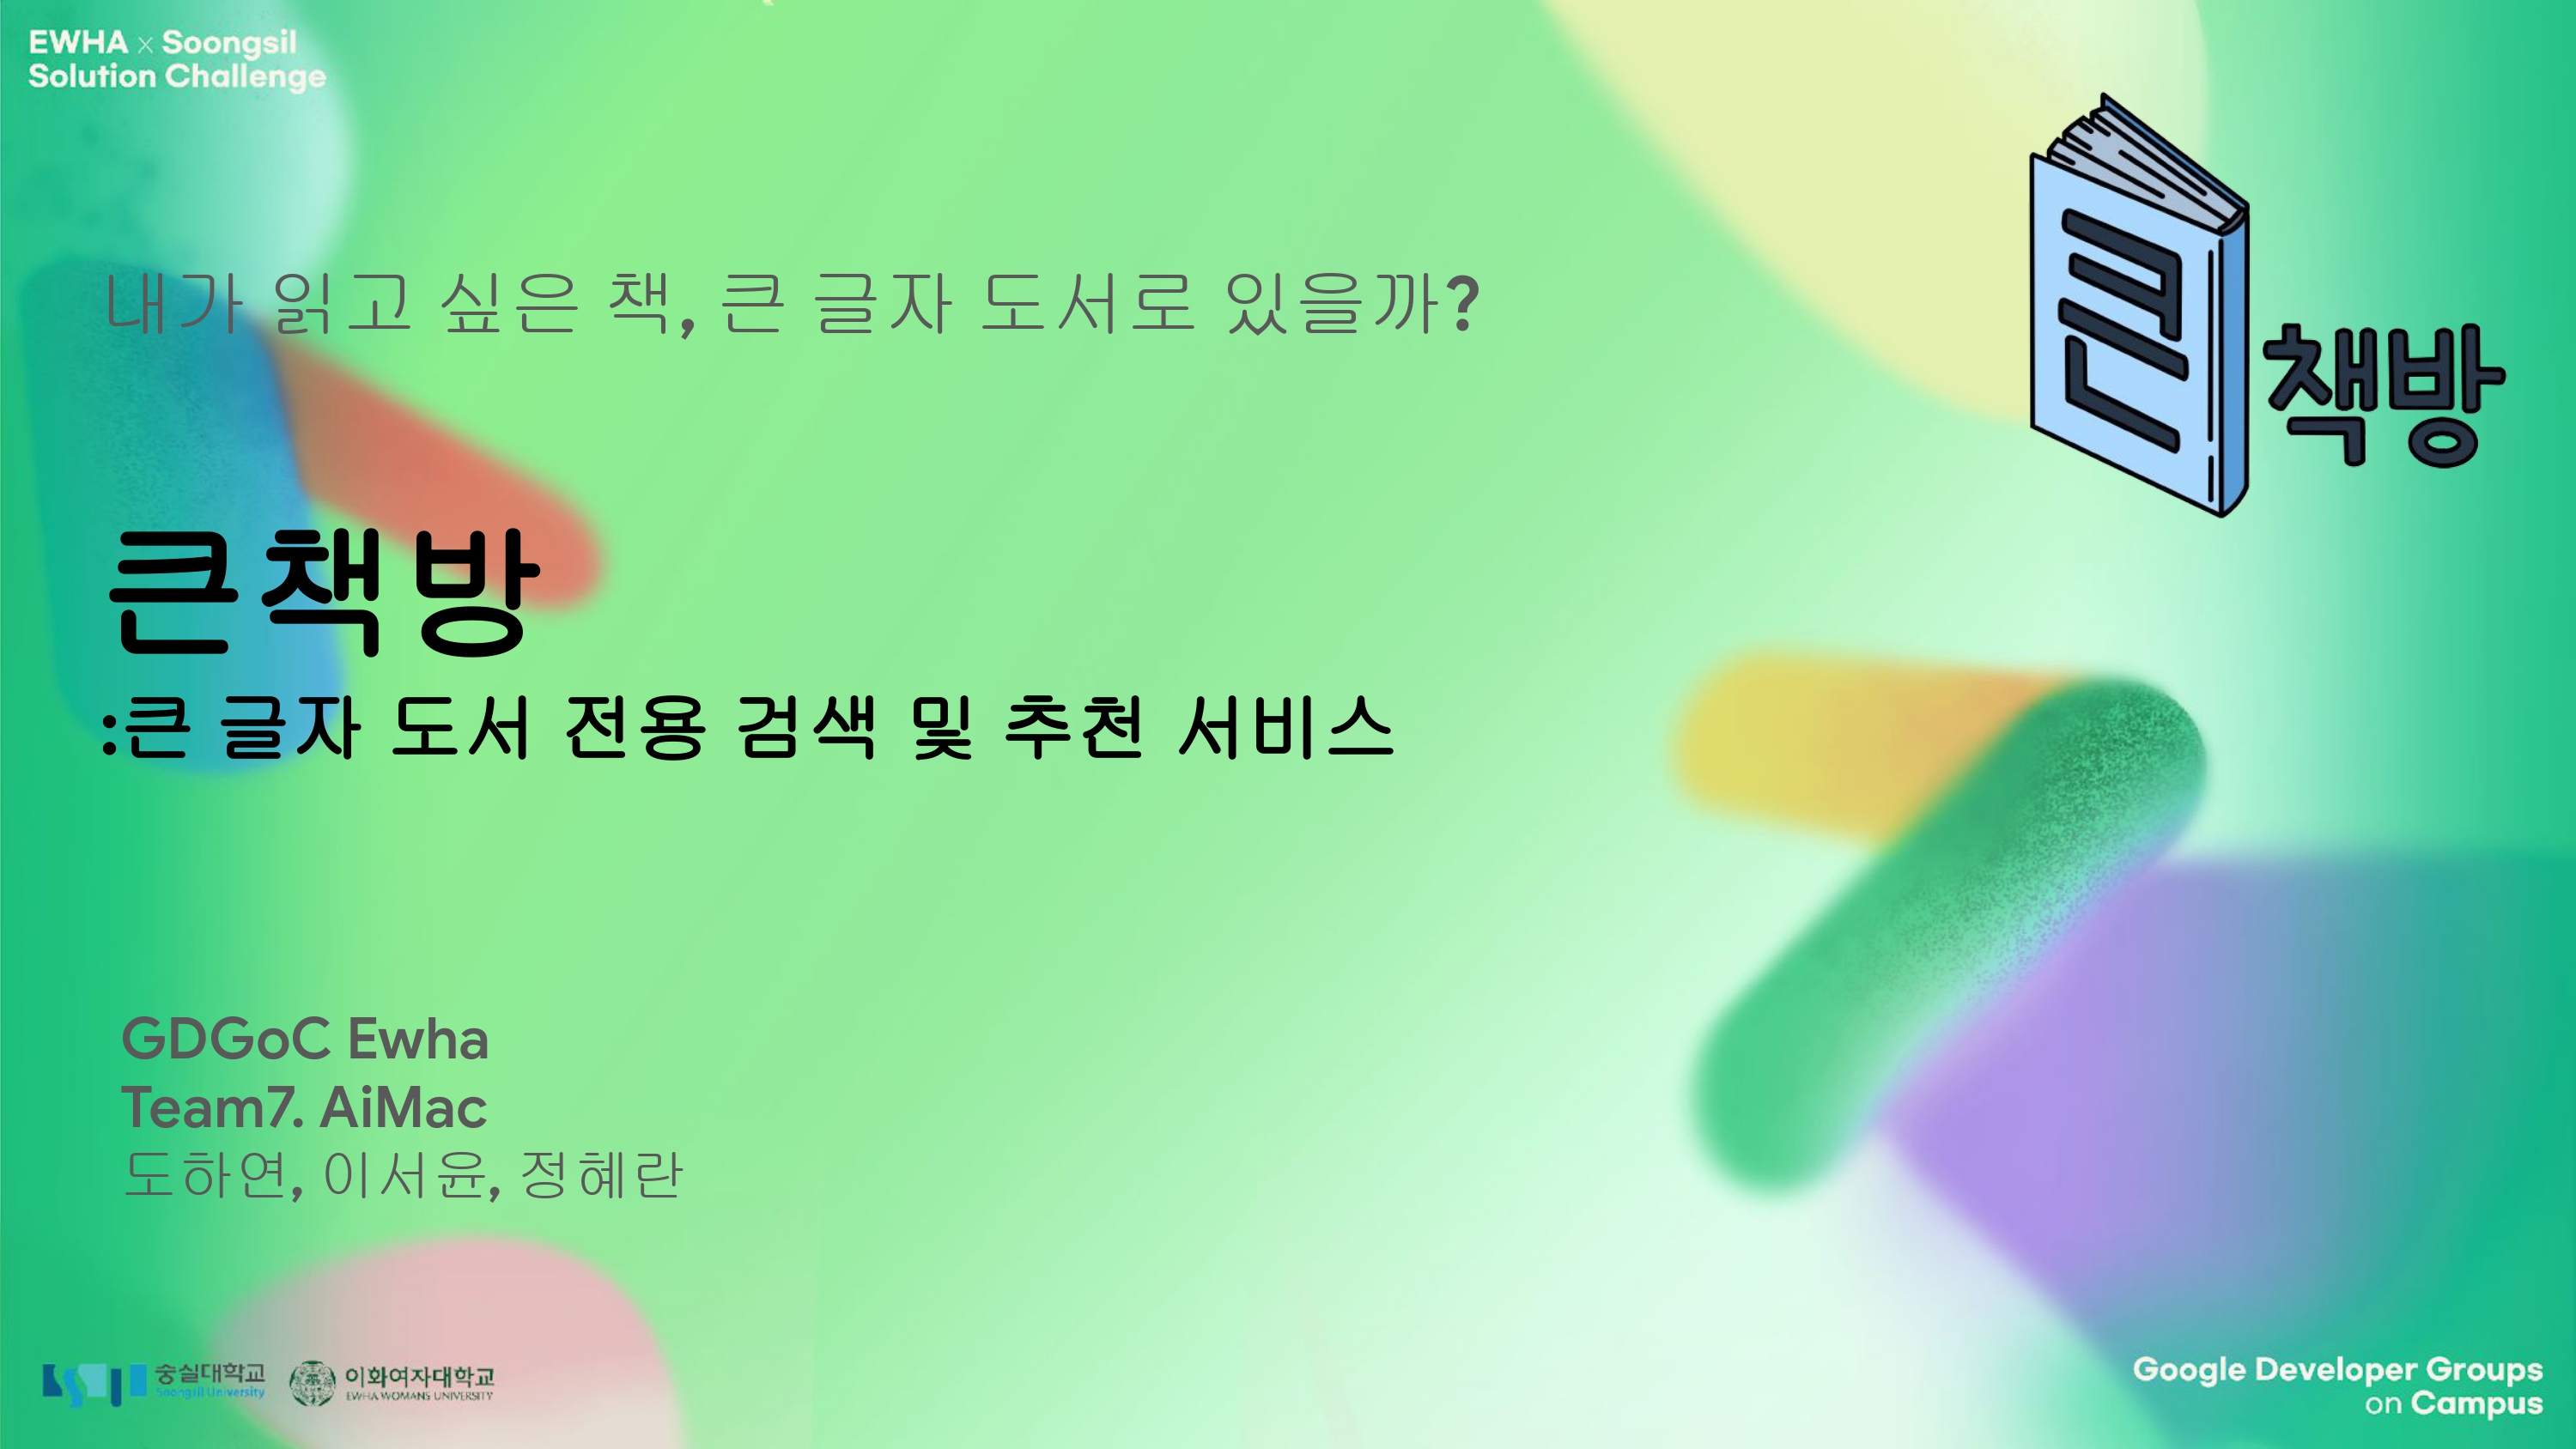 EWHA × Soongsil
Solution Challenge
내가 읽고 싶은 책, 큰 글자 도서로 있을까?
큰
책방
큰책방
:큰 글자 도서 전용 검색 및 추천 서비스
GDGoC Ewha
Team7. AiMac
도하연, 이서윤, 정혜란
숭실대학교
Soongsil University
이화여자대학교
EWHA WOMANS UNIVERSITY
Google Developer Groups
on Campus